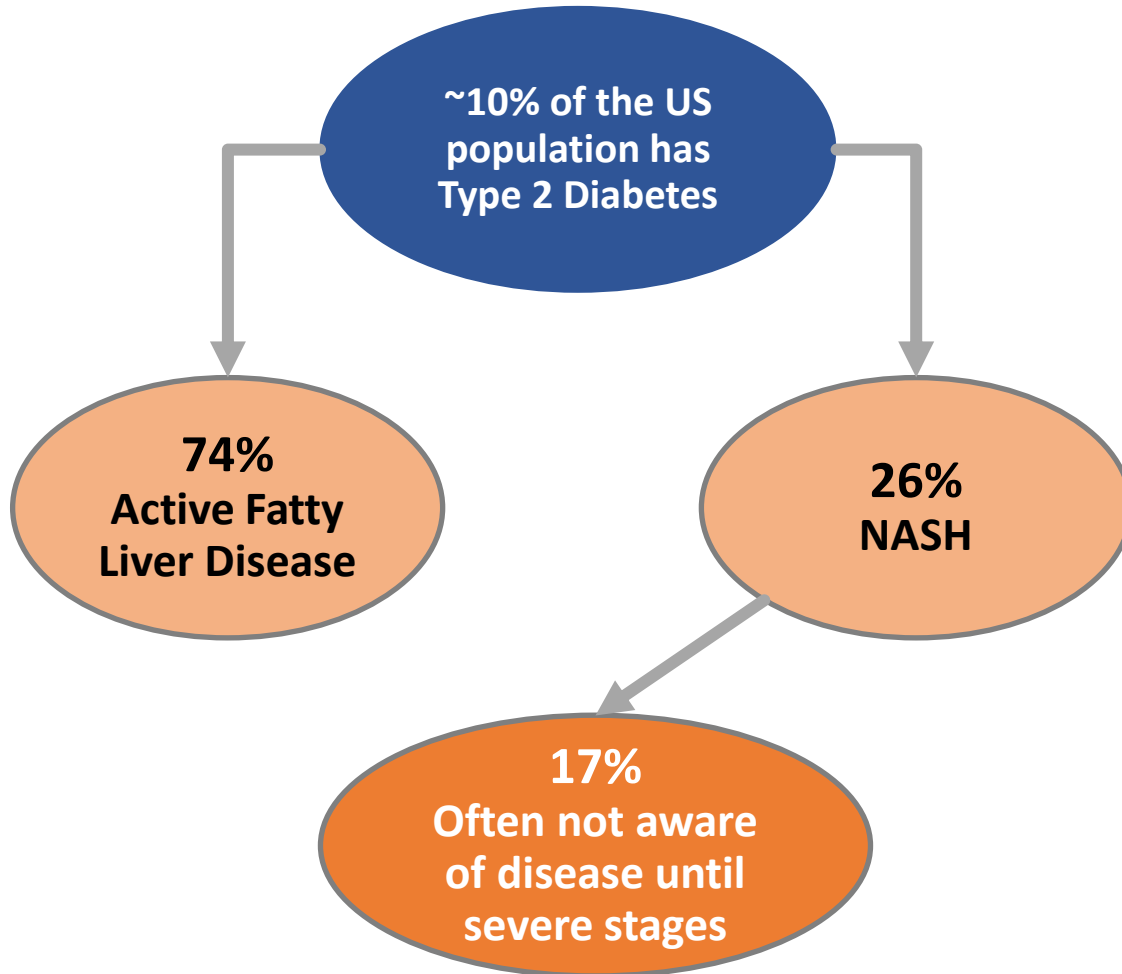 ~10% of the US
population has
Type 2 Diabetes
74%
Active Fatty
Liver Disease
26%
NASH
17%
Often not aware
of disease until
severe stages